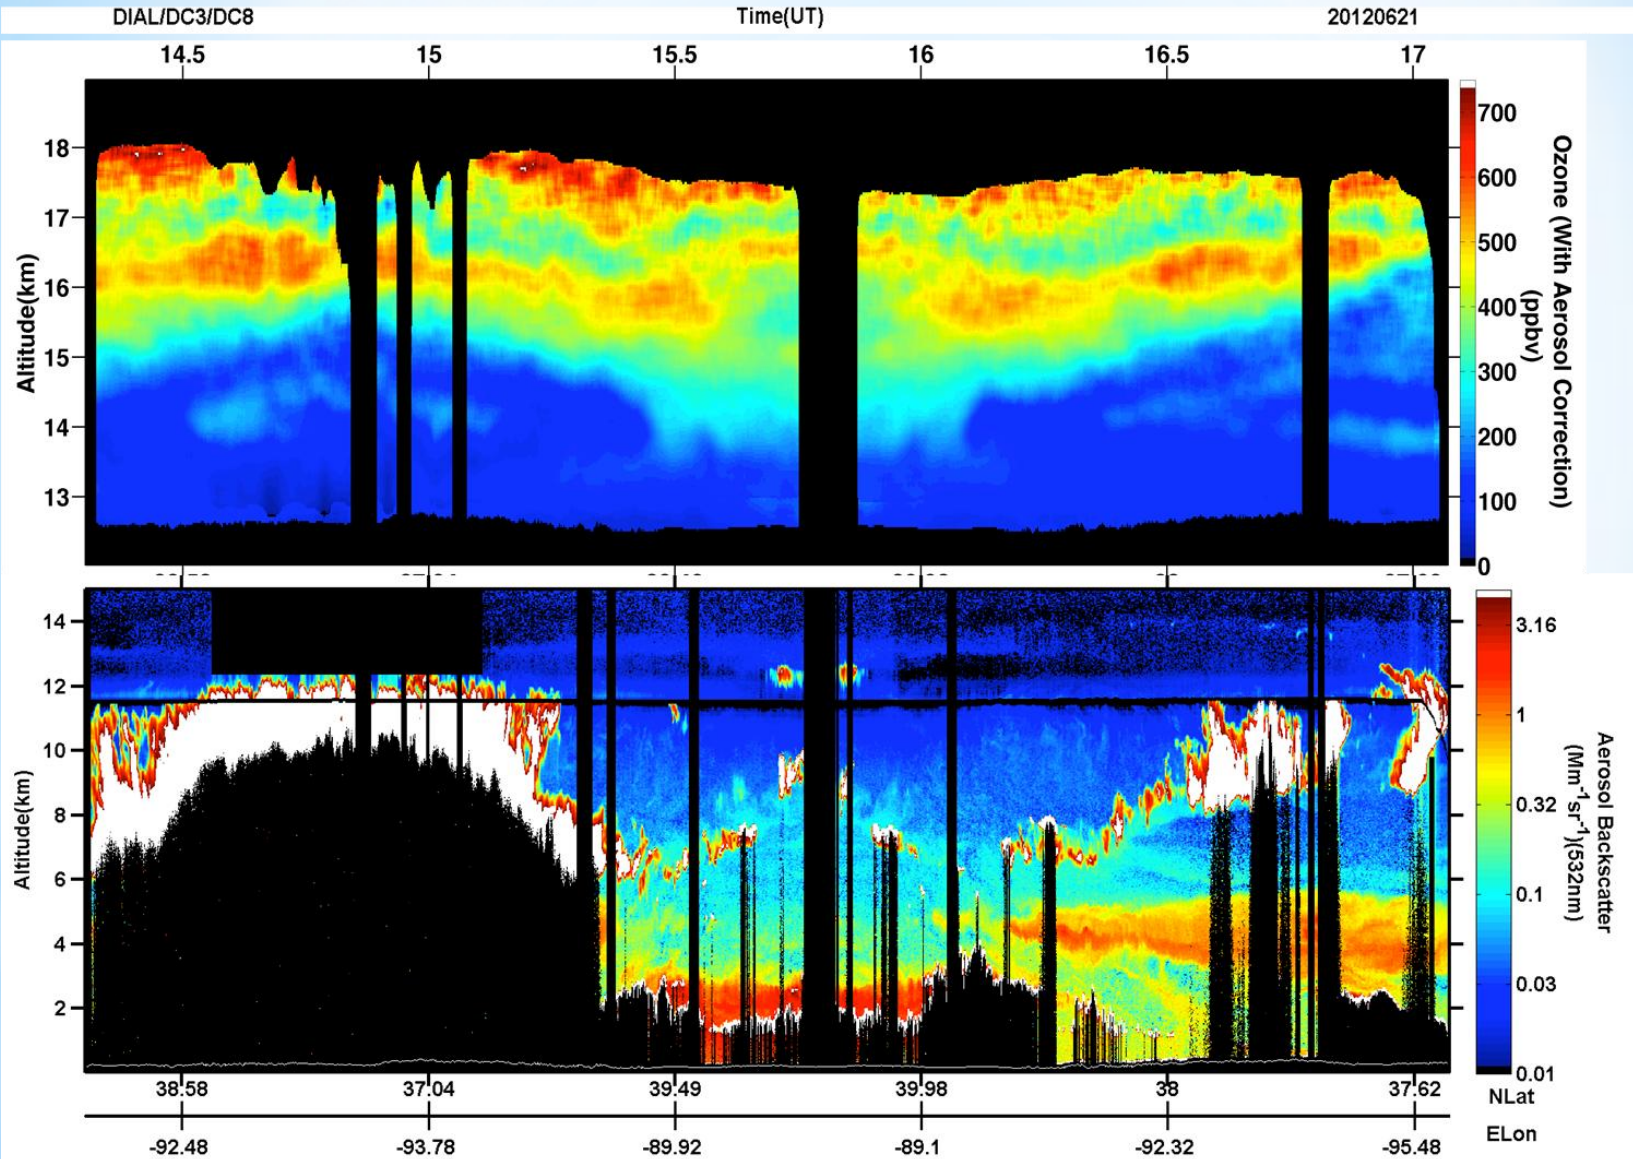 DIAL/DC3/DC8 Time(UT) 20120621
14.5 15 15.5 16 16.5 17
Altitude(km)
18
17
16
15
14
13
700
600
500
400
300
200
100
0
Ozone (With Aerosol Correction)
(ppbv)
Altitude(km)
14
12
10
8
6
4
2
3.16
1
0.32
0.1
0.03
0.01
Aerosol Backscatter
(Mm⁻¹sr⁻¹)(532nm)
38.58 37.04 39.49 39.98 38 37.62
NLat
-92.48 -93.78 -89.92 -89.1 -92.32 -95.48
ELon